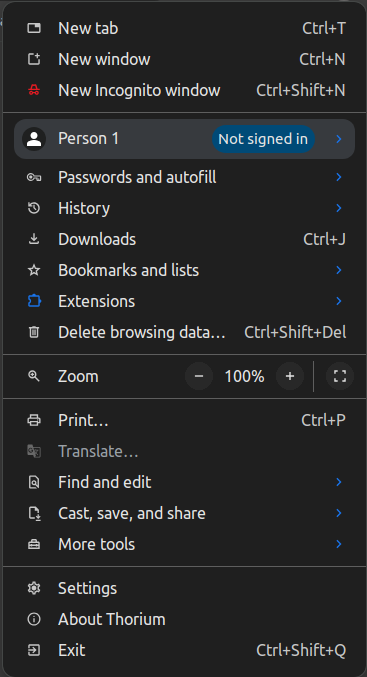 New tab Ctrl+T
New window Ctrl+N
New Incognito window Ctrl+Shift+N
Person 1 Not signed in
Passwords and autofill
History
Downloads Ctrl+J
Bookmarks and lists
Extensions
Delete browsing data... Ctrl+Shift+Del
Zoom − 100% +
Print... Ctrl+P
Translate...
Find and edit
Cast, save, and share
More tools
Settings
About Thorium
Exit Ctrl+Shift+Q